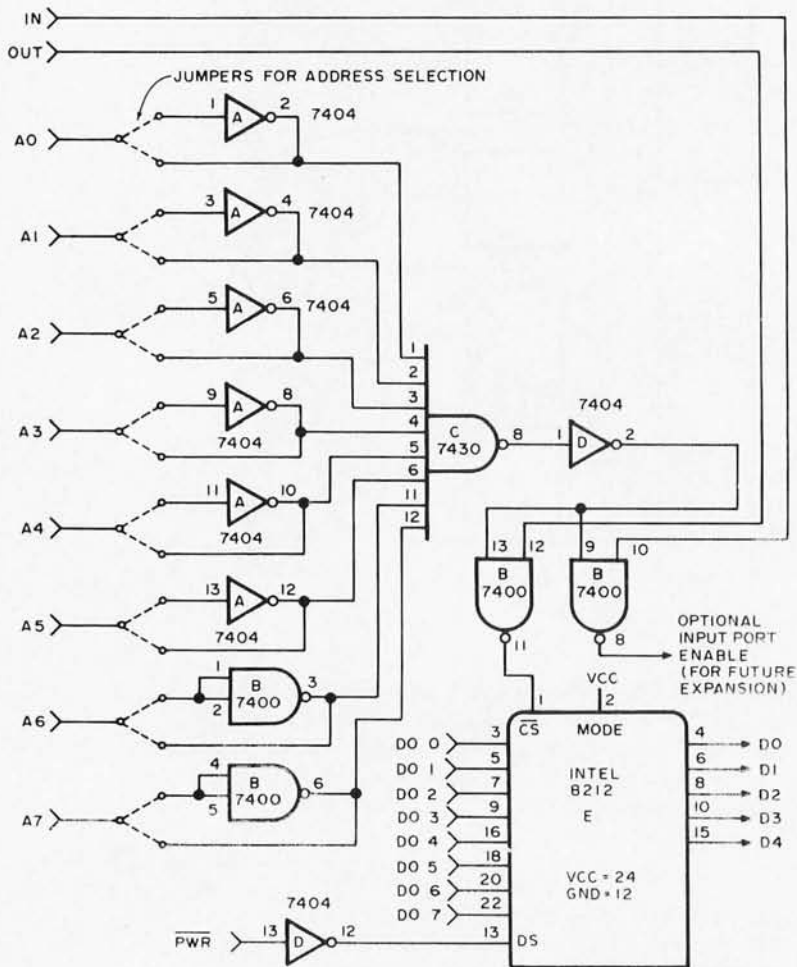 IN
OUT
JUMPERS FOR ADDRESS SELECTION
A0 1 A 2 7404
A1 3 A 4 7404
A2 5 A 6 7404
A3 9 A 8 7404
A4 11 A 10 7404
A5 13 A 12 7404
A6 1 2 B 7400 3
A7 4 5 B 7400 6
1
2
3
4
5
6
11
12
C
7430
8
7404
1 D 2
13 12
B
7400
11
9 10
B
7400
8
OPTIONAL
INPUT PORT
ENABLE
(FOR FUTURE
EXPANSION)
VCC
1 2
CS MODE
INTEL
8212
E
VCC = 24
GND = 12
DO 0 3
DO 1 5
DO 2 7
DO 3 9
DO 4 16
DO 5 18
DO 6 20
DO 7 22
4 D0
6 D1
8 D2
10 D3
15 D4
7404
PWR 13 D 12 13 DS